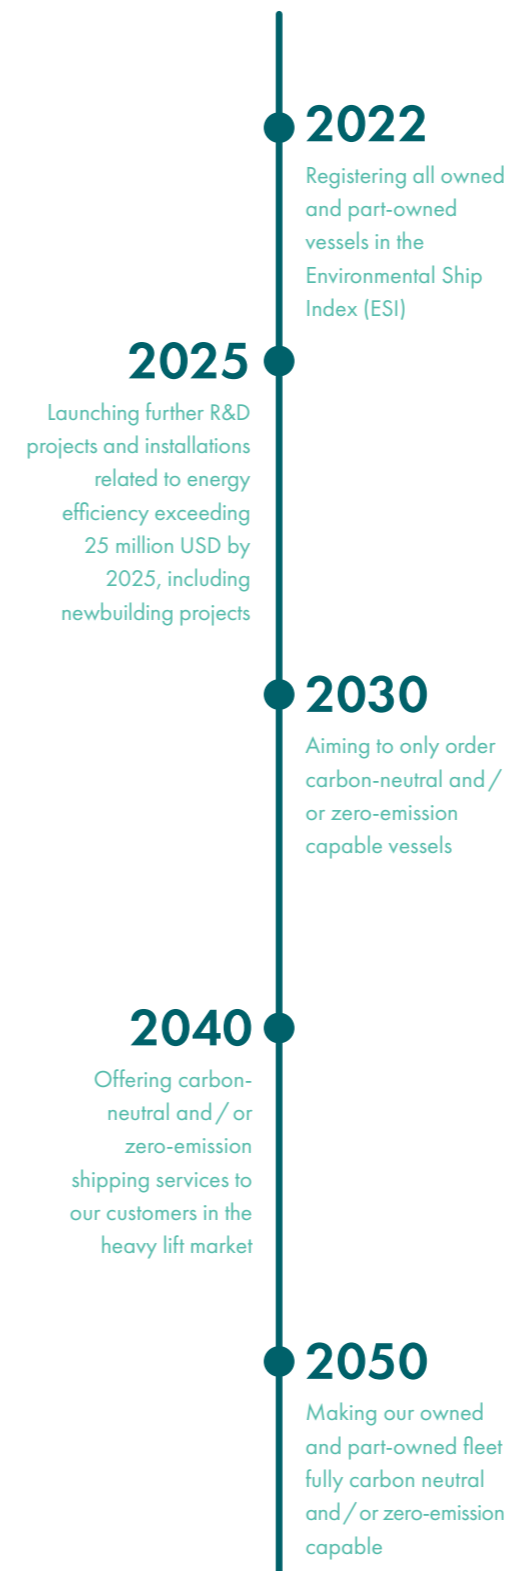 2022
Registering all owned
and part-owned
vessels in the
Environmental Ship
Index (ESI)
2025
Launching further R&D
projects and installations
related to energy
efficiency exceeding
25 million USD by
2025, including
newbuilding projects
2030
Aiming to only order
carbon-neutral and /
or zero-emission
capable vessels
2040
Offering carbon-
neutral and / or
zero-emission
shipping services to
our customers in the
heavy lift market
2050
Making our owned
and part-owned fleet
fully carbon neutral
and / or zero-emission
capable